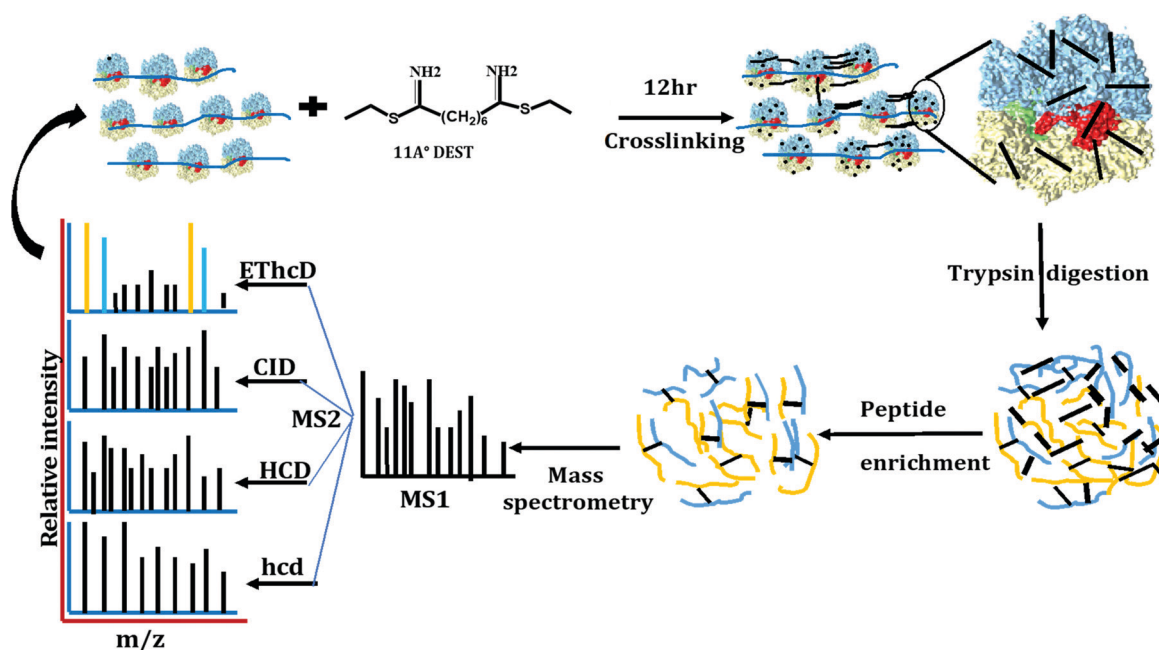 NH2
NH2
S
(CH2)6
S
11A° DEST
12hr
Crosslinking
Trypsin digestion
Peptide
enrichment
Mass
spectrometry
MS1
MS2
EThcD
CID
HCD
hcd
Relative intensity
m/z